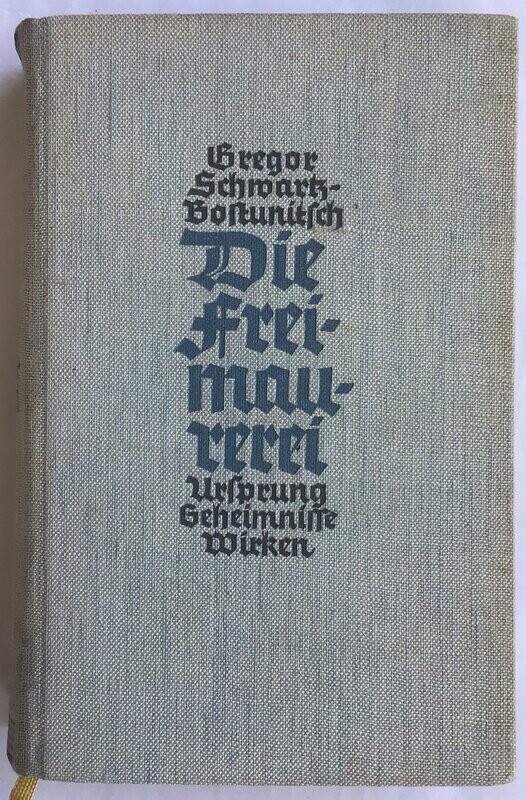 Gregor
Schwartz-
Bostunitsch
Die
Frei-
mau-
rerei
Ursprung
Geheimnisse
Wirken